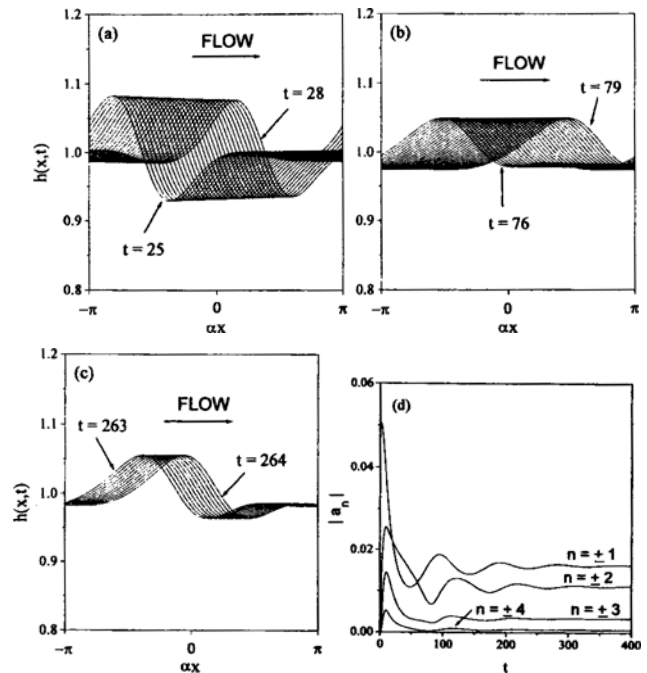 (a)
FLOW
t = 28
t = 25
h(x,t)
1.2
1.1
1.0
0.9
0.8
−π
0
π
αx
(b)
FLOW
t = 79
t = 76
h(x,t)
1.2
1.1
1.0
0.9
0.8
−π
0
π
αx
(c)
FLOW
t = 263
t = 264
h(x,t)
1.2
1.1
1.0
0.9
0.8
−π
0
π
αx
(d)
| aₙ |
0.06
0.04
0.02
0.00
n = ± 1
n = ± 2
n = ± 4
n = ± 3
0
100
200
300
400
t